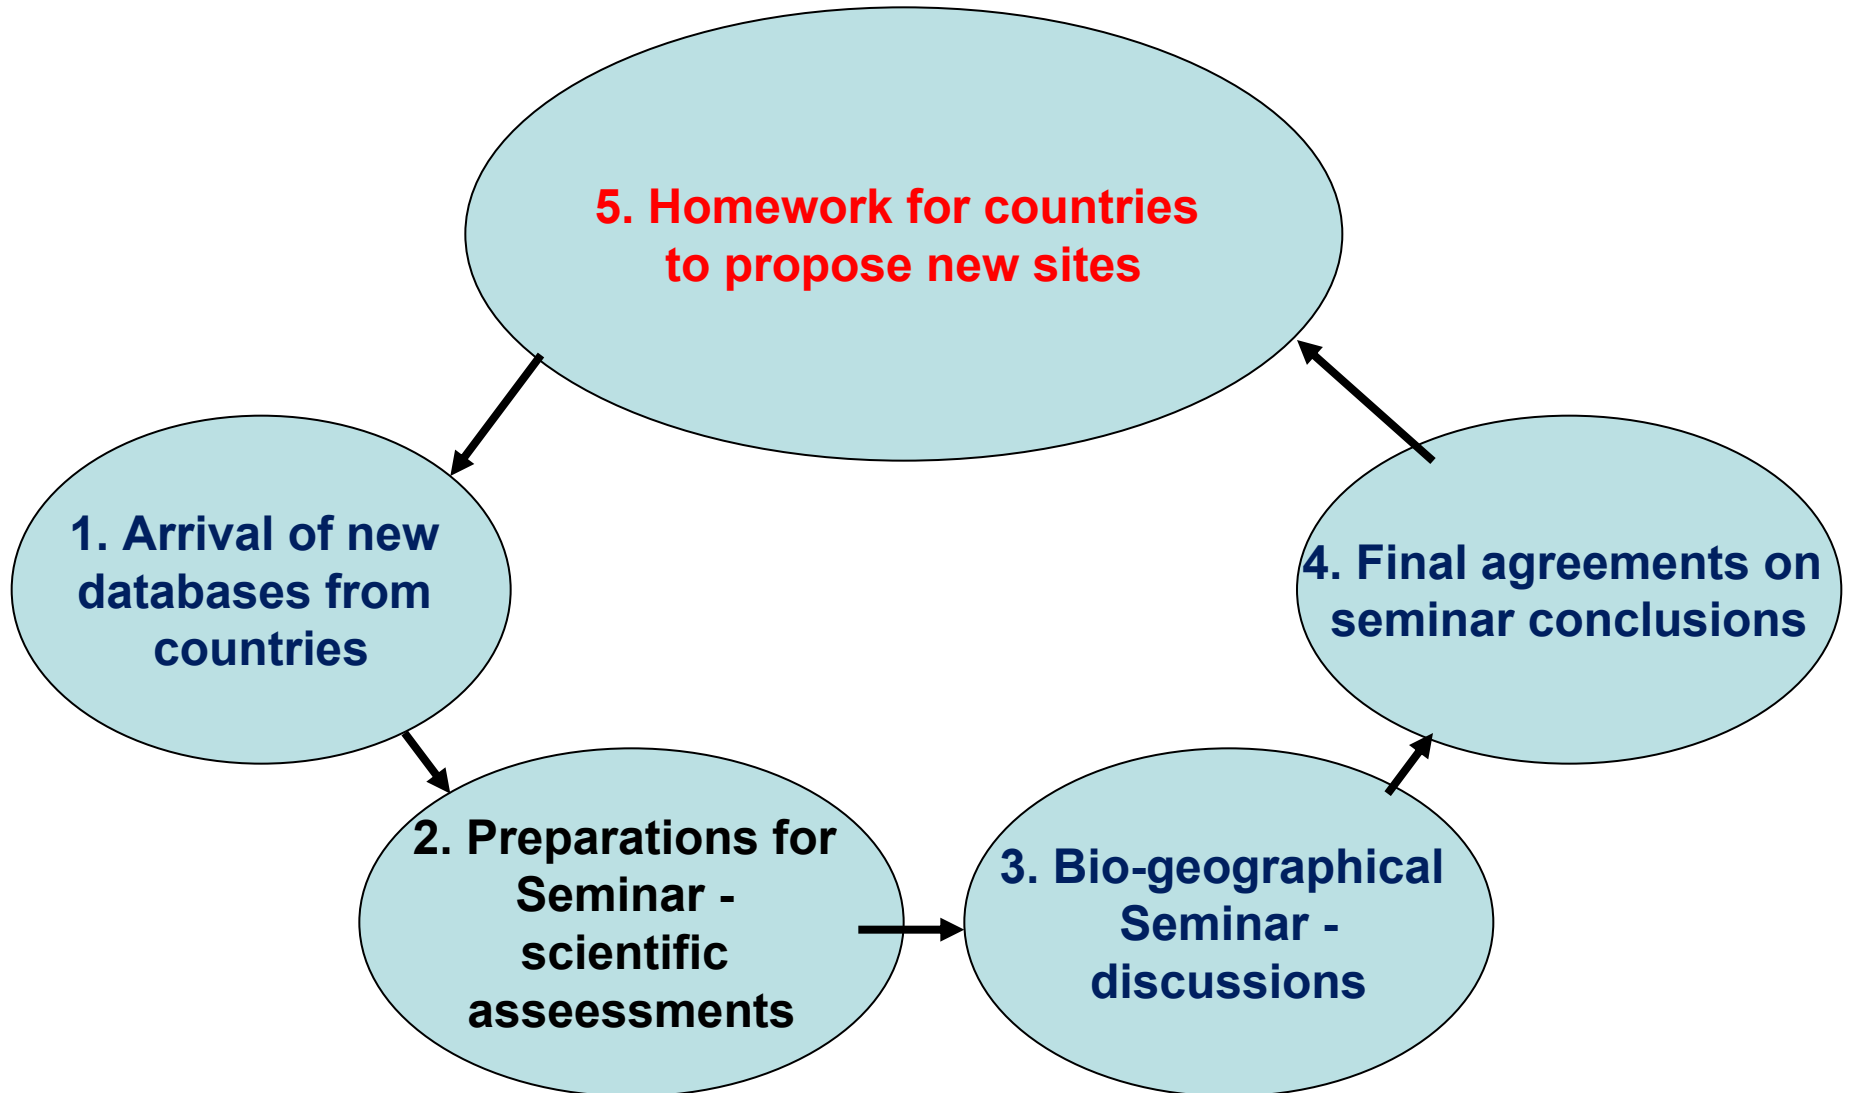 5. Homework for countries
to propose new sites
1. Arrival of new
databases from
countries
4. Final agreements on
seminar conclusions
2. Preparations for
Seminar -
scientific
asseessments
3. Bio-geographical
Seminar -
discussions